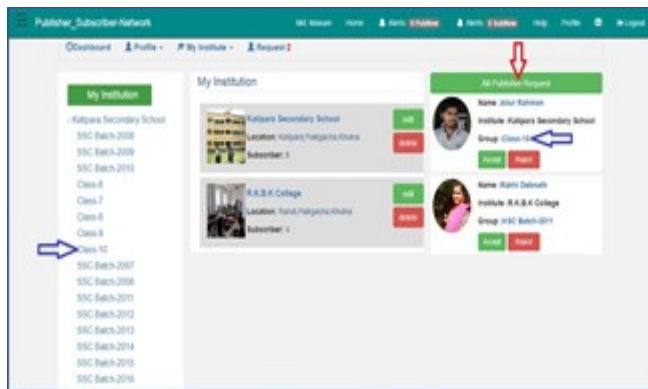 Publisher_Subscriber-Network
Md. Masum Home Alerts Alerts Help Profile Logout
Dashboard Profile My Institute Request
My Institution
- Katipara Secondary School
SSC Batch-2008
SSC Batch-2009
SSC Batch-2010
Class-6
Class-7
Class-8
Class-9
Class-10
SSC Batch-2007
SSC Batch-2006
SSC Batch-2011
SSC Batch-2012
SSC Batch-2013
SSC Batch-2014
SSC Batch-2015
SSC Batch-2016
My Institution
Katipara Secondary School
Location: Katipara,Paikgacha,Khulna
Subscriber:
edit
delete
R.K.B.K College
Location: Paikgacha,Khulna
Subscriber:
edit
delete
All Publisher Request
Name: Rahman
Institute: Katipara Secondary School
Group: Class-10
Accept Reject
Name: Debnath
Institute: R.K.B.K College
Group: HSC Batch-2011
Accept Reject